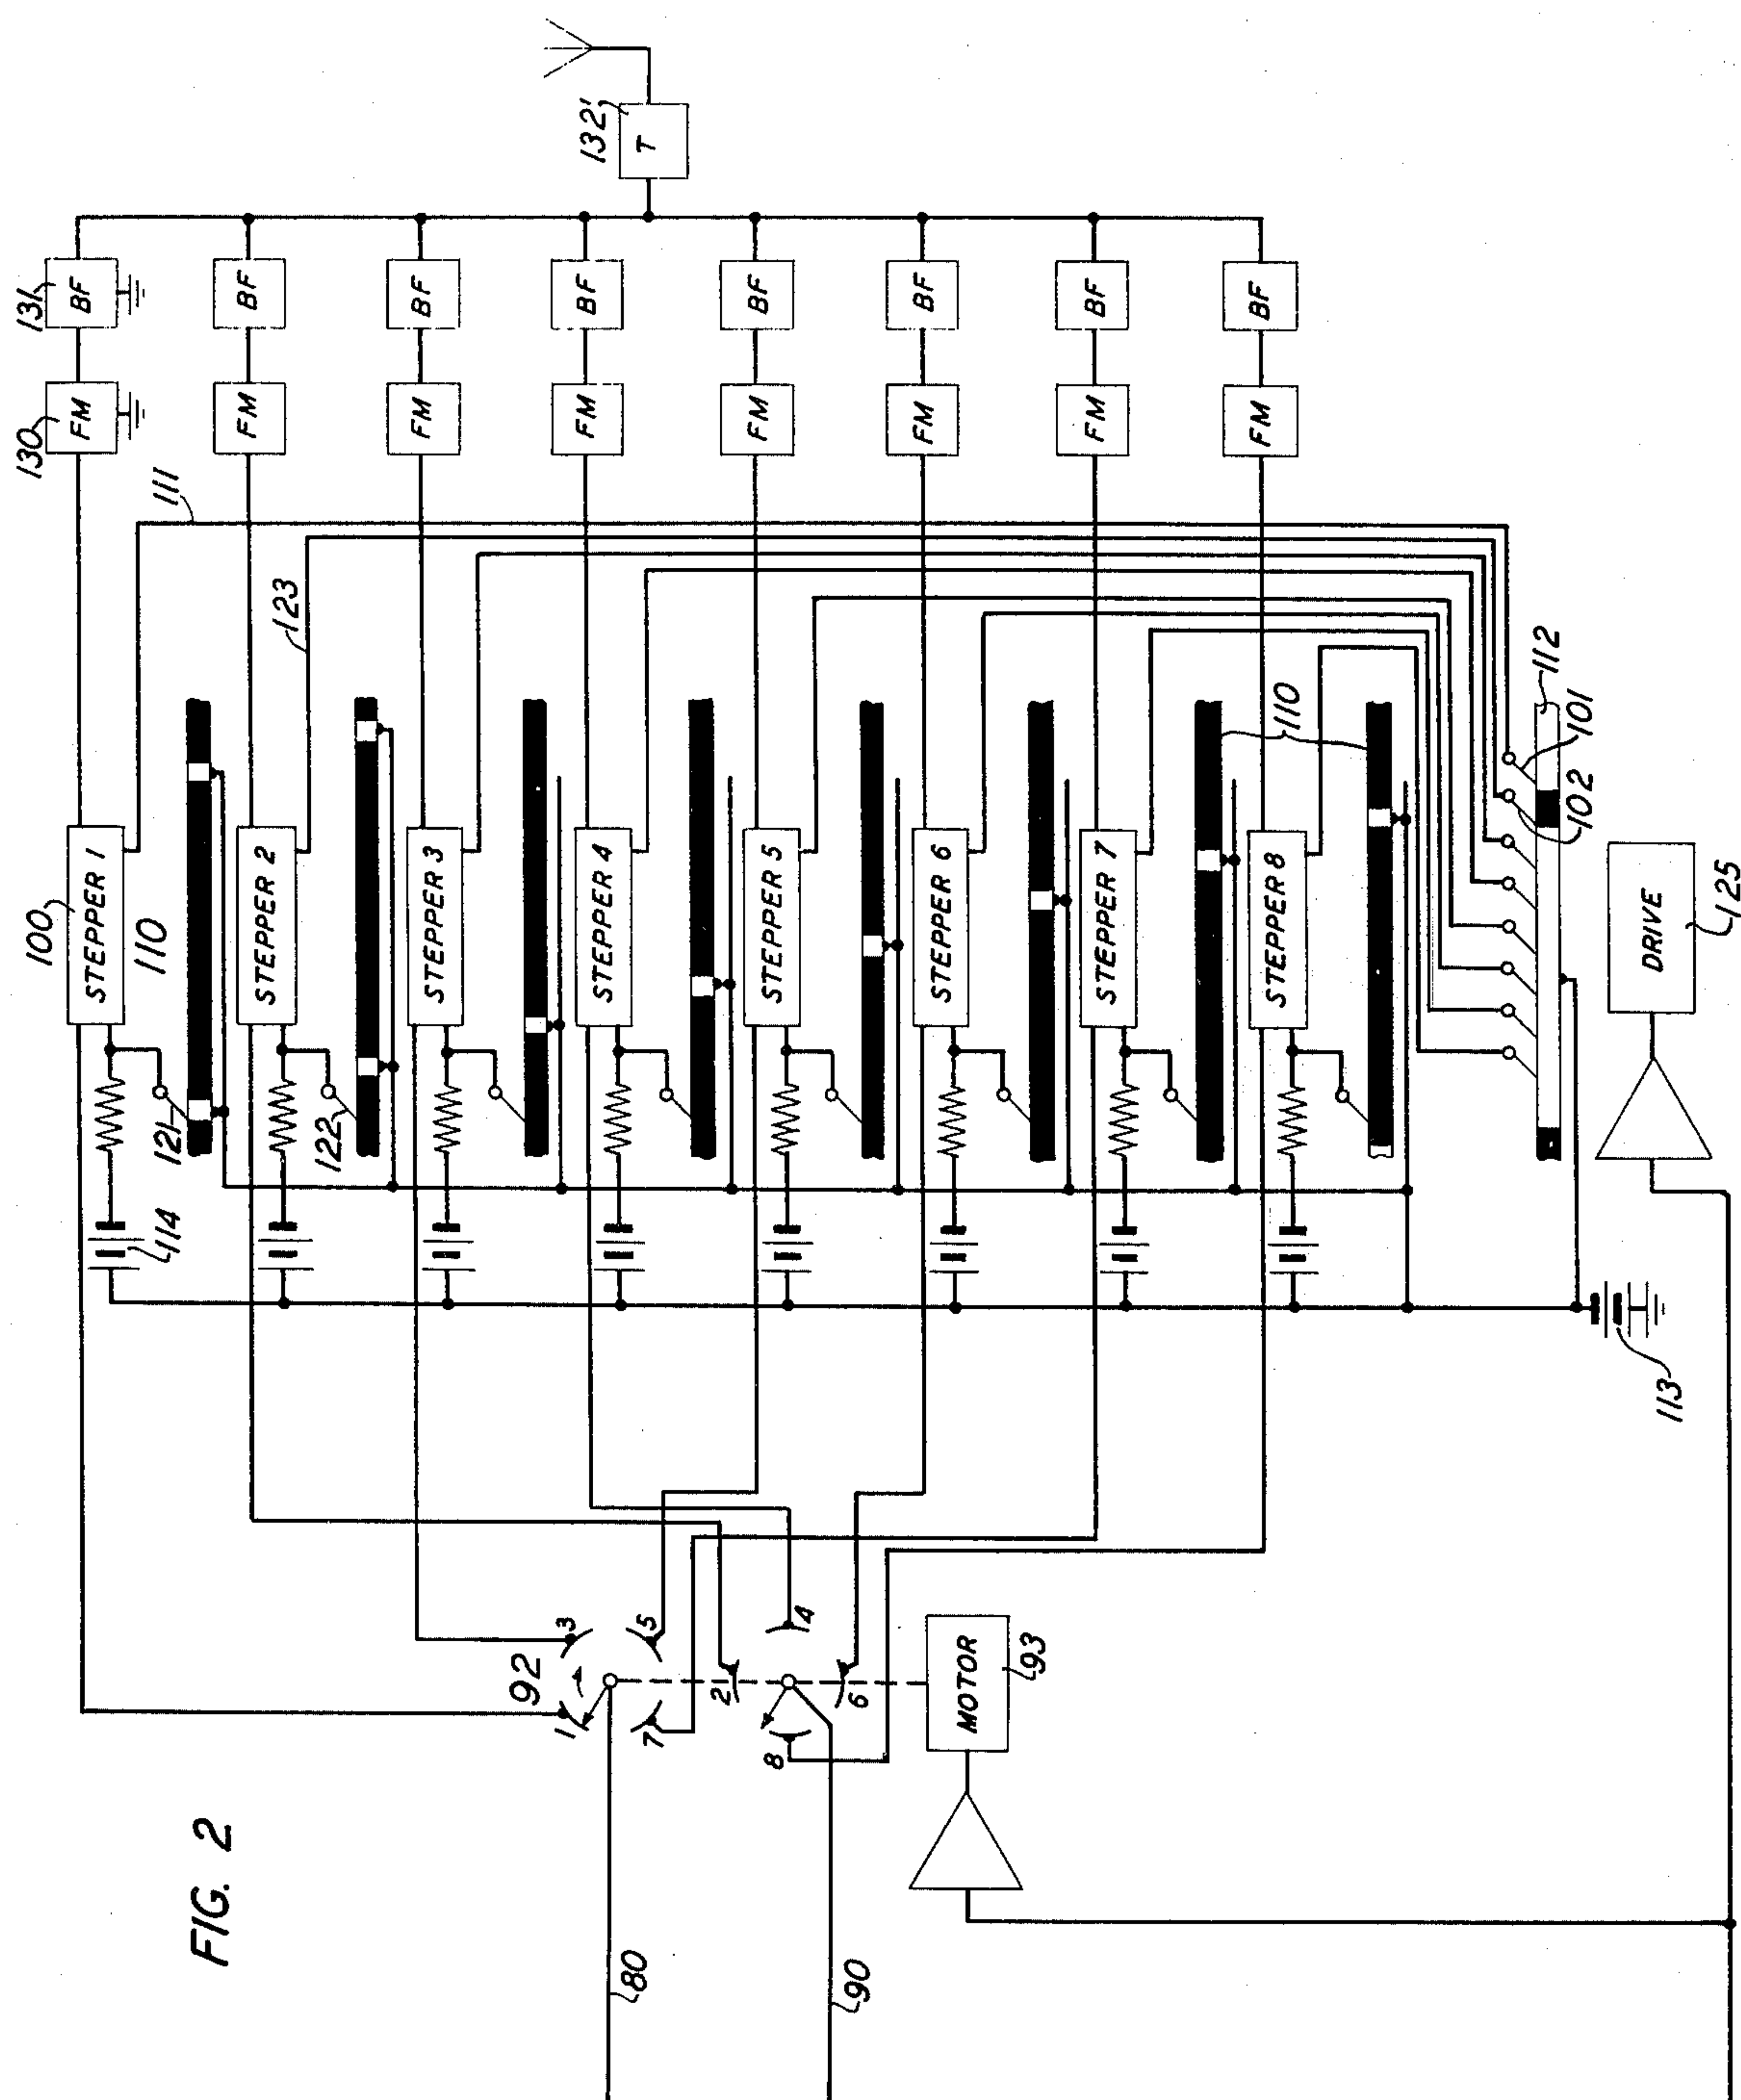 FIG. 2
130
FM
131
BF
132'
T
111
100
STEPPER 1
110
121
114
FM
BF
123
STEPPER 2
122
FM
BF
STEPPER 3
FM
BF
STEPPER 4
FM
BF
STEPPER 5
FM
BF
STEPPER 6
FM
BF
STEPPER 7
110
FM
BF
STEPPER 8
112
101
102
DRIVE
125
113
92
1
3
5
7
2
4
6
8
MOTOR
93
80
90